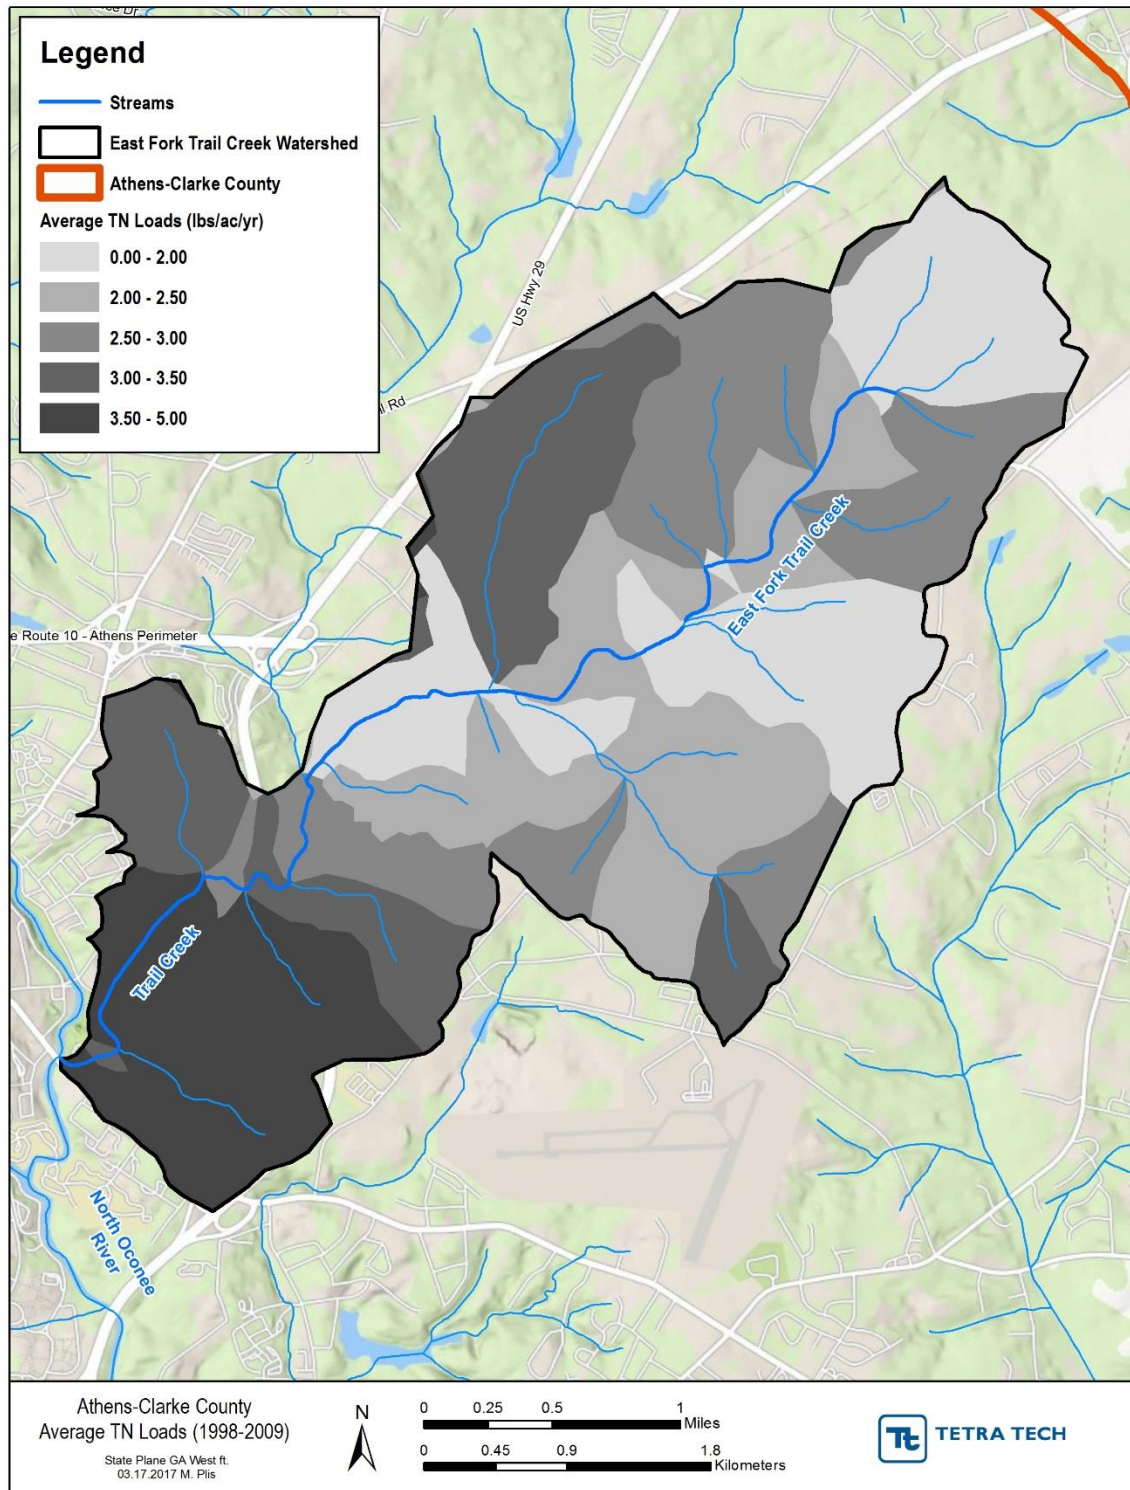 Legend
Streams
East Fork Trail Creek Watershed
Athens-Clarke County
Average TN Loads (lbs/ac/yr)
0.00 - 2.00
2.00 - 2.50
2.50 - 3.00
3.00 - 3.50
3.50 - 5.00
Dr
US Hwy 29
Rd
East Fork Trail Creek
e Route 10 - Athens Perimeter
Trail Creek
North Oconee
River
Athens-Clarke County
Average TN Loads (1998-2009)
State Plane GA West ft.
03.17.2017 M. Plis
N
0 0.25 0.5 1
Miles
0 0.45 0.9 1.8
Kilometers
Tt TETRA TECH